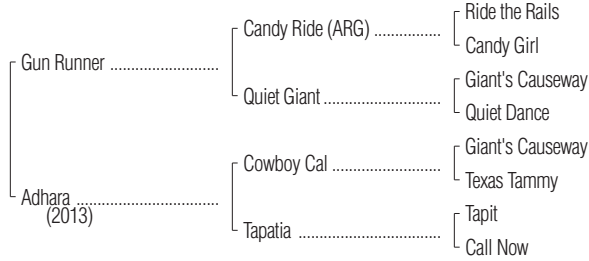 Ride the Rails
Candy Ride (ARG) ................
Candy Girl
Gun Runner ..........................
Giant's Causeway
Quiet Giant ............................
Quiet Dance
Giant's Causeway
Cowboy Cal ..........................
Texas Tammy
Adhara ..................................
(2013)
Tapit
Tapatia ..................................
Call Now